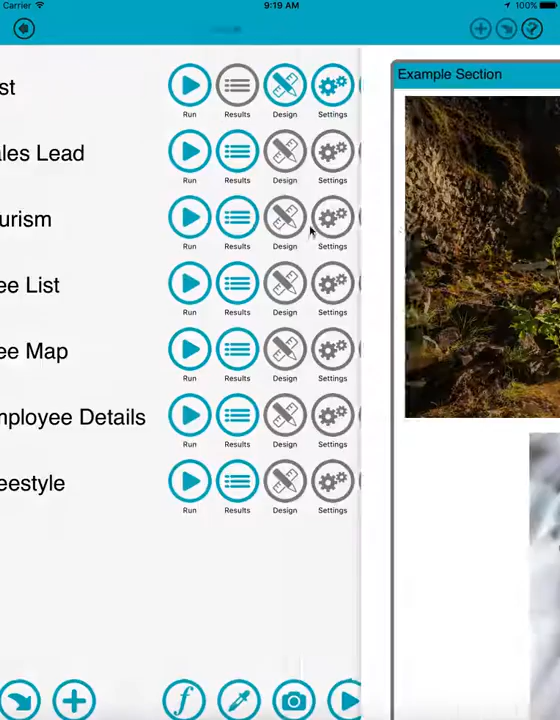 Carrier
9:19 AM
100%
Example Section
st
Run Results Design Settings
ales Lead
Run Results Design Settings
urism
Run Results Design Settings
ee List
Run Results Design Settings
ee Map
Run Results Design Settings
mployee Details
Run Results Design Settings
eestyle
Run Results Design Settings
f